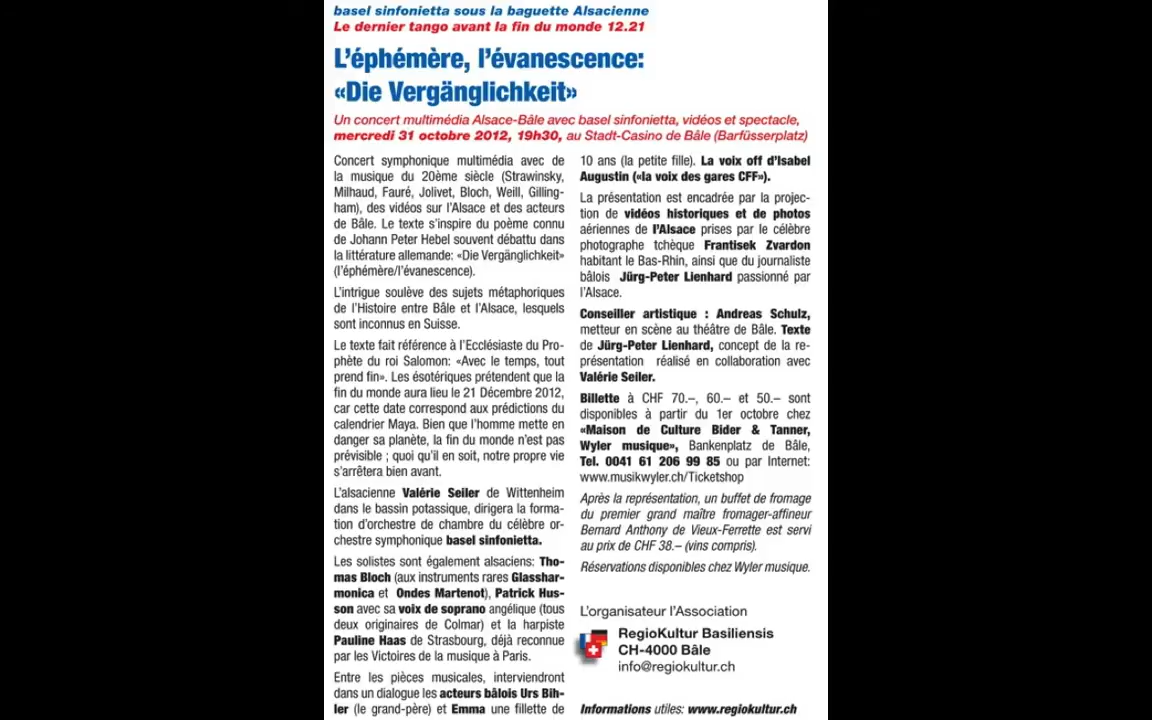 basel sinfonietta sous la baguette Alsacienne
Le dernier tango avant la fin du monde 12.21
L'éphémère, l'évanescence:
«Die Vergänglichkeit»
Un concert multimédia Alsace-Bâle avec basel sinfonietta, vidéos et spectacle,
mercredi 31 octobre 2012, 19h30, au Stadt-Casino de Bâle (Barfüsserplatz)
Concert symphonique multimédia avec de
la musique du 20ème siècle (Strawinsky,
Milhaud, Fauré, Jolivet, Bloch, Weill, Gilling-
ham), des vidéos sur l'Alsace et des acteurs
de Bâle. Le texte s'inspire du poème connu
de Johann Peter Hebel souvent débattu dans
la littérature allemande: «Die Vergänglichkeit»
(l'éphémère/l'évanescence).
L'intrigue soulève des sujets métaphoriques
de l'Histoire entre Bâle et l'Alsace, lesquels
sont inconnus en Suisse.
Le texte fait référence à l'Ecclésiaste du Pro-
phète du roi Salomon: «Avec le temps, tout
prend fin». Les ésotériques prétendent que la
fin du monde aura lieu le 21 Décembre 2012,
car cette date correspond aux prédictions du
calendrier Maya. Bien que l'homme mette en
danger sa planète, la fin du monde n'est pas
prévisible ; quoi qu'il en soit, notre propre vie
s'arrêtera bien avant.
L'alsacienne Valérie Seiler de Wittenheim
dans le bassin potassique, dirigera la forma-
tion d'orchestre de chambre du célèbre or-
chestre symphonique basel sinfonietta.
Les solistes sont également alsaciens: Tho-
mas Bloch (aux instruments rares Glasshar-
monica et Ondes Martenot), Patrick Hus-
son avec sa voix de soprano angélique (tous
deux originaires de Colmar) et la harpiste
Pauline Haas de Strasbourg, déjà reconnue
par les Victoires de la musique à Paris.
Entre les pièces musicales, interviendront
dans un dialogue les acteurs bâlois Urs Bih-
ler (le grand-père) et Emma une fillette de
10 ans (la petite fille). La voix off d'Isabel
Augustin («la voix des gares CFF»).
La présentation est encadrée par la projec-
tion de vidéos historiques et de photos
aériennes de l'Alsace prises par le célèbre
photographe tchèque Frantisek Zvardon
habitant le Bas-Rhin, ainsi que du journaliste
bâlois Jürg-Peter Lienhard passionné par
l'Alsace.
Conseiller artistique : Andreas Schulz,
metteur en scène au théâtre de Bâle. Texte
de Jürg-Peter Lienhard, concept de la re-
présentation réalisé en collaboration avec
Valérie Seiler.
Billette à CHF 70.–, 60.– et 50.– sont
disponibles à partir du 1er octobre chez
«Maison de Culture Bider & Tanner,
Wyler musique», Bankenplatz de Bâle,
Tel. 0041 61 206 99 85 ou par Internet:
www.musikwyler.ch/Ticketshop
Après la représentation, un buffet de fromage
du premier grand maître fromager-affineur
Bernard Anthony de Vieux-Ferrette est servi
au prix de CHF 38.– (vins compris).
Réservations disponibles chez Wyler musique.
L'organisateur l'Association
RegioKultur Basiliensis
CH-4000 Bâle
info@regiokultur.ch
Informations utiles: www.regiokultur.ch